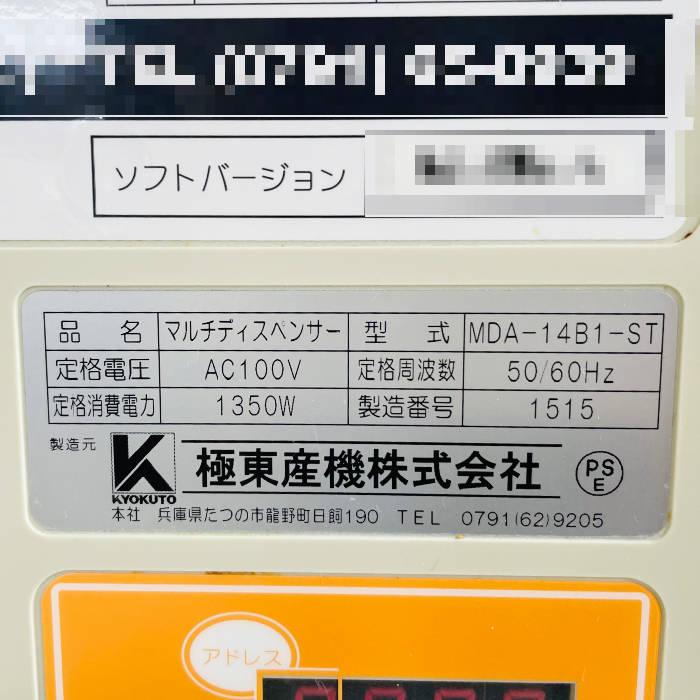 TEL
ソフトバージョン
品名 マルチディスペンサー 型式 MDA-14B1-ST
定格電圧 AC100V 定格周波数 50/60Hz
定格消費電力 1350W 製造番号 1515
製造元 K KYOKUTO 極東産機株式会社 PSE
本社 兵庫県たつの市龍野町日飼190 TEL 0791(62)9205
アドレス